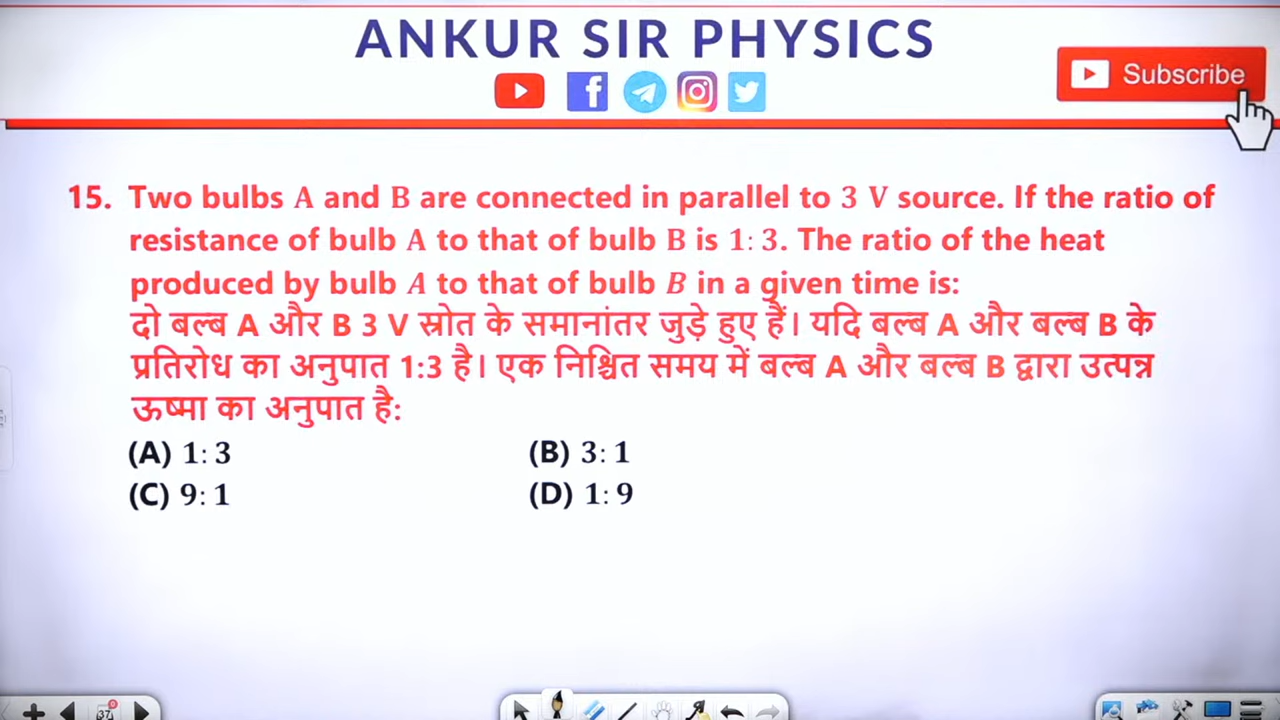 ANKUR SIR PHYSICS
Subscribe
15. Two bulbs A and B are connected in parallel to 3 V source. If the ratio of
resistance of bulb A to that of bulb B is 1: 3. The ratio of the heat
produced by bulb A to that of bulb B in a given time is:
दो बल्ब A और B 3 V स्रोत के समानांतर जुड़े हुए हैं। यदि बल्ब A और बल्ब B के
प्रतिरोध का अनुपात 1:3 है। एक निश्चित समय में बल्ब A और बल्ब B द्वारा उत्पन्न
ऊष्मा का अनुपात है:
(A) 1: 3 (B) 3: 1
(C) 9: 1 (D) 1: 9
37